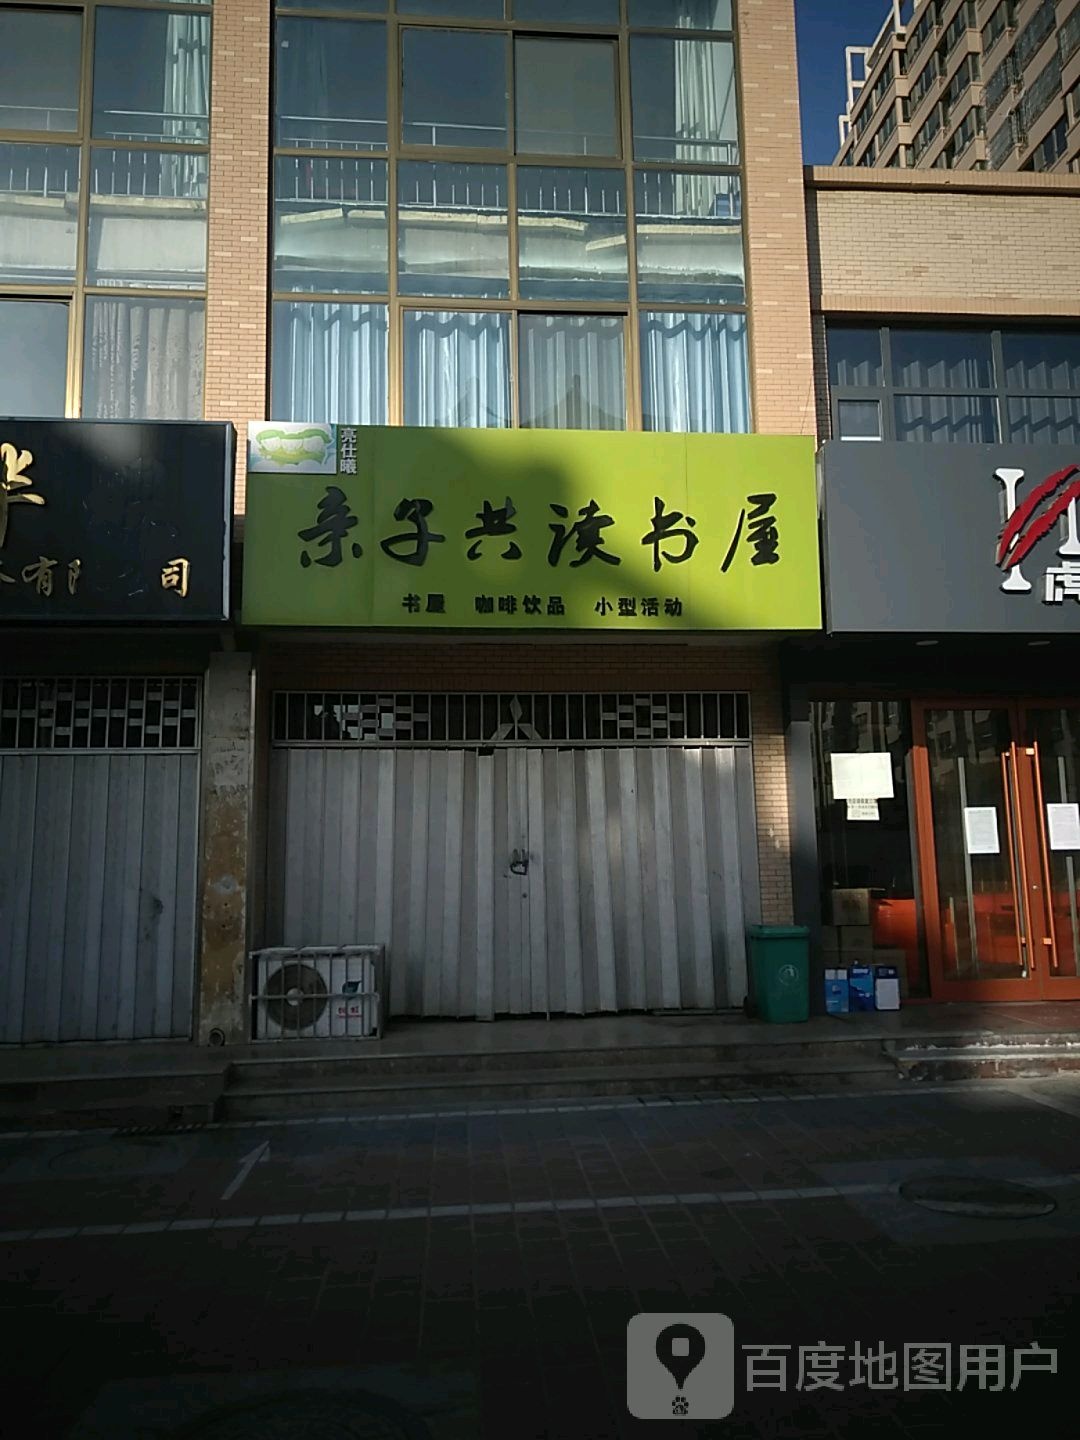 亮仕曦
亲子共读书屋
书屋 咖啡饮品 小型活动
有限 司
百度地图用户